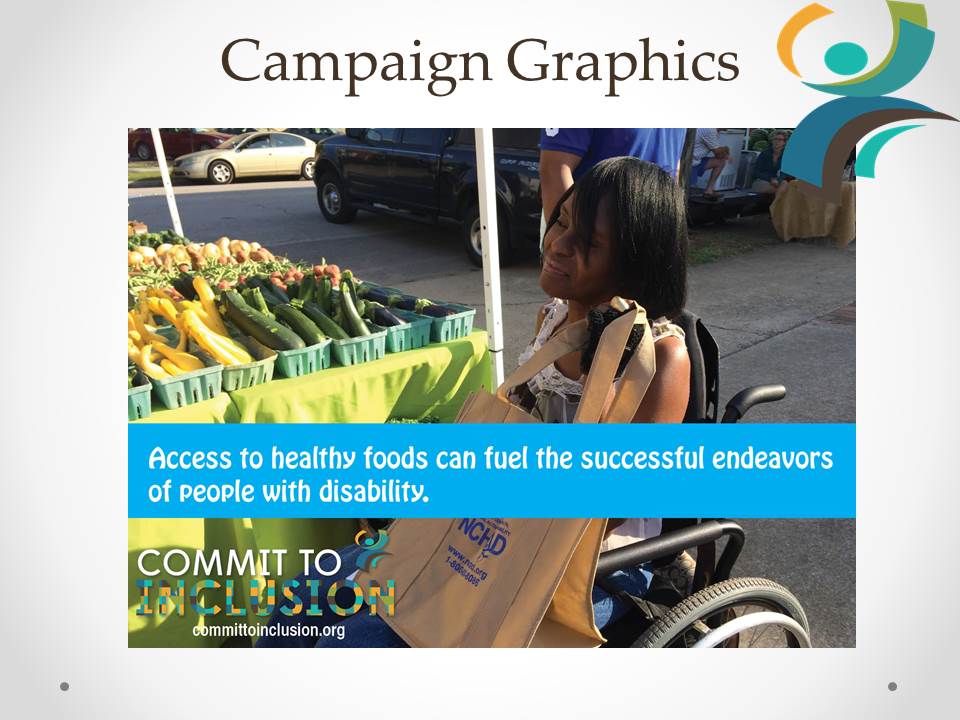 Campaign Graphics
Access to healthy foods can fuel the successful endeavors
of people with disability.
NCHD
COMMIT TO
INCLUSION
committoinclusion.org